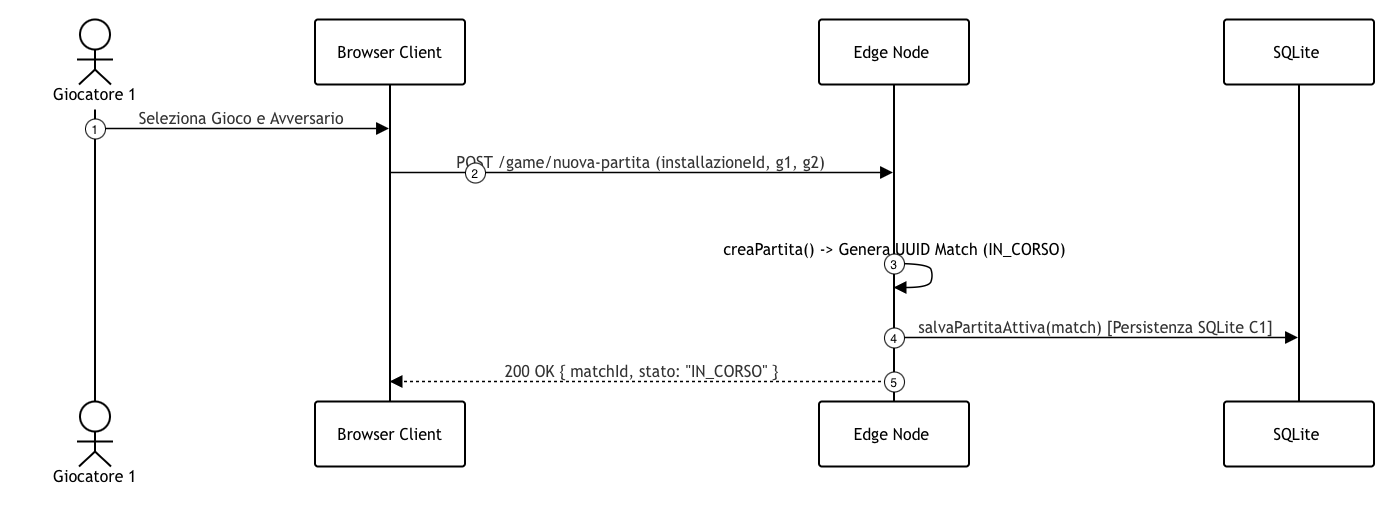 Browser Client
Edge Node
SQLite
Giocatore 1
Seleziona Gioco e Avversario
1
POST /game/nuova-partita (installazioneId, g1, g2)
2
creaPartita() -> Genera UUID Match (IN_CORSO)
3
salvaPartitaAttiva(match) [Persistenza SQLite C1]
4
200 OK { matchId, stato: "IN_CORSO" }
5
Browser Client
Edge Node
SQLite
Giocatore 1